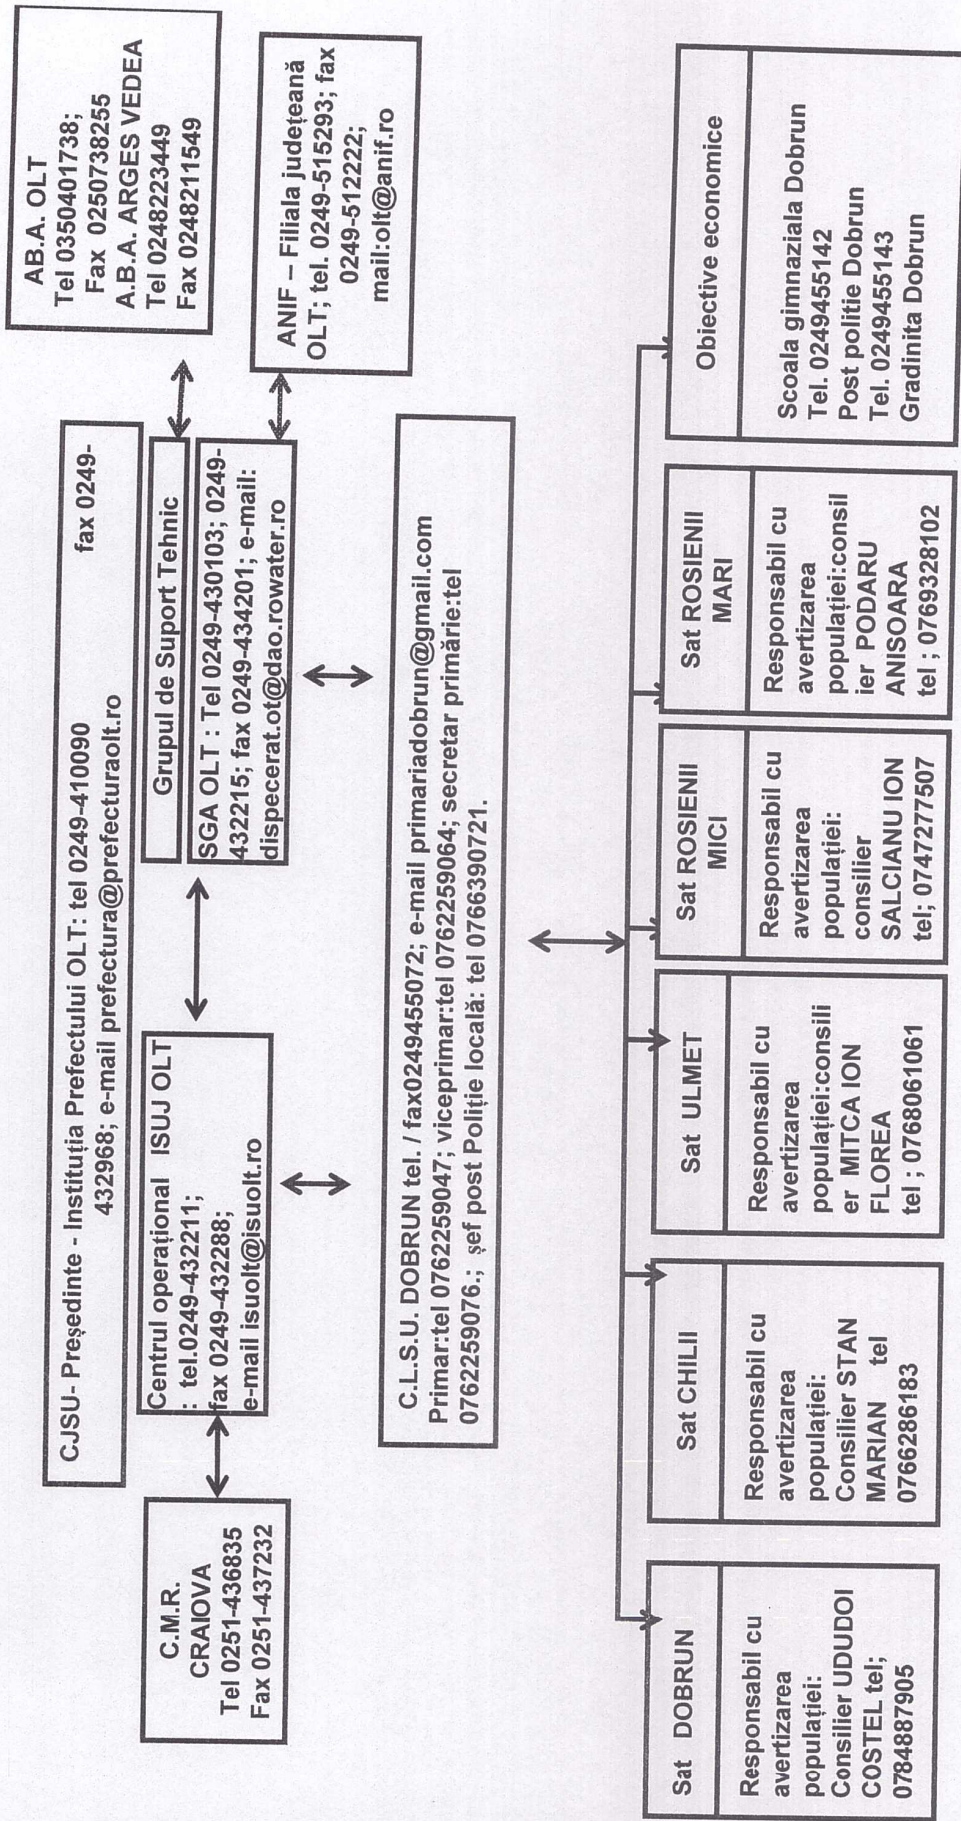 CJSU- Președinte - Instituția Prefectului OLT: tel 0249-410090 fax 0249-
432968; e-mail prefectura@prefecturaolt.ro
AB.A. OLT
Tel 0350401738;
Fax 0250738255
A.B.A. ARGES VEDEA
Tel 0248223449
Fax 0248211549
C.M.R.
CRAIOVA
Tel 0251-436835
Fax 0251-437232
Centrul operațional ISUJ OLT
: tel.0249-432211;
fax 0249-432288;
e-mail isuolt@isuolt.ro
Grupul de Suport Tehnic
SGA OLT : Tel 0249-430103; 0249-
432215; fax 0249-434201; e-mail:
dispecerat.ot@dao.rowater.ro
ANIF – Filiala județeană
OLT; tel. 0249-515293; fax
0249-512222;
mail:olt@anif.ro
C.L.S.U. DOBRUN tel. / fax0249455072; e-mail primariadobrun@gmail.com
Primar:tel 0762259047; viceprimar:tel 0762259064; secretar primărie:tel
0762259076.; șef post Poliție locală: tel 0766390721.
Sat DOBRUN
Responsabil cu
avertizarea
populației:
Consilier UDUDOI
COSTEL tel;
0784887905
Sat CHILII
Responsabil cu
avertizarea
populației:
Consilier STAN
MARIAN tel
0766286183
Sat ULMET
Responsabil cu
avertizarea
populației:consili
er MITCA ION
FLOREA
tel ; 0768061061
Sat ROSIENII
MICI
Responsabil cu
avertizarea
populației:
consilier
SALCIANU ION
tel; 0747277507
Sat ROSIENII
MARI
Responsabil cu
avertizarea
populației:consil
ier PODARU
ANISOARA
tel ; 0769328102
Obiective economice
Scoala gimnaziala Dobrun
Tel. 0249455142
Post politie Dobrun
Tel. 0249455143
Gradinita Dobrun